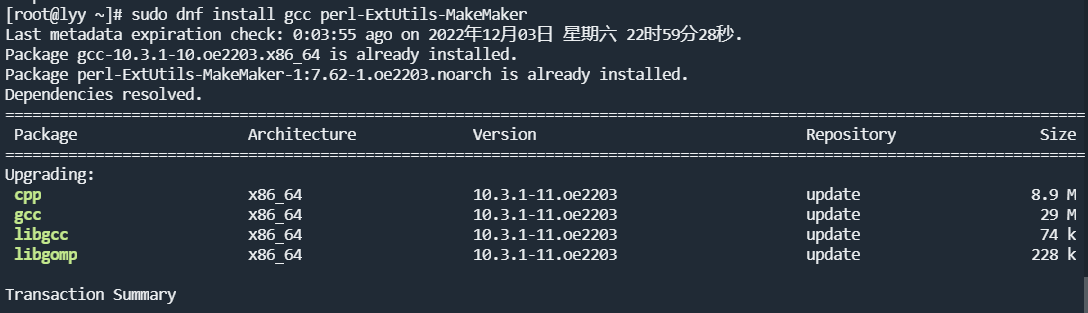 [root@lyy ~]# sudo dnf install gcc perl-ExtUtils-MakeMaker
Last metadata expiration check: 0:03:55 ago on 2022年12月03日 星期六 22时59分28秒.
Package gcc-10.3.1-10.oe2203.x86_64 is already installed.
Package perl-ExtUtils-MakeMaker-1:7.62-1.oe2203.noarch is already installed.
Dependencies resolved.
Package Architecture Version Repository Size
Upgrading:
cpp x86_64 10.3.1-11.oe2203 update 8.9 M
gcc x86_64 10.3.1-11.oe2203 update 29 M
libgcc x86_64 10.3.1-11.oe2203 update 74 k
libgomp x86_64 10.3.1-11.oe2203 update 228 k
Transaction Summary